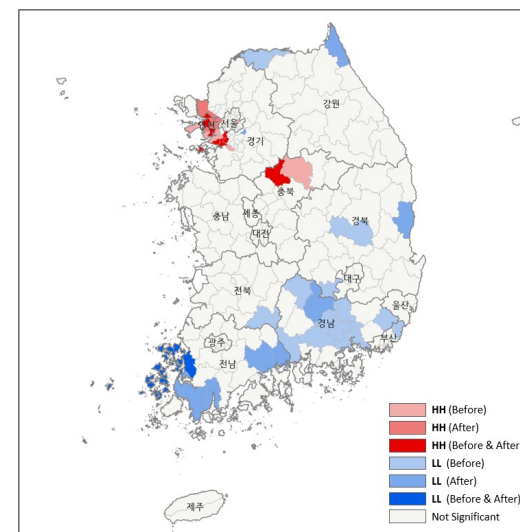 강원
서울
경기
충북
충남
세종
대전
경북
대구
전북
울산
경남
부산
광주
전남
제주
HH (Before)
HH (After)
HH (Before & After
LL (Before)
LL (After)
LL (Before & After)
Not Significant